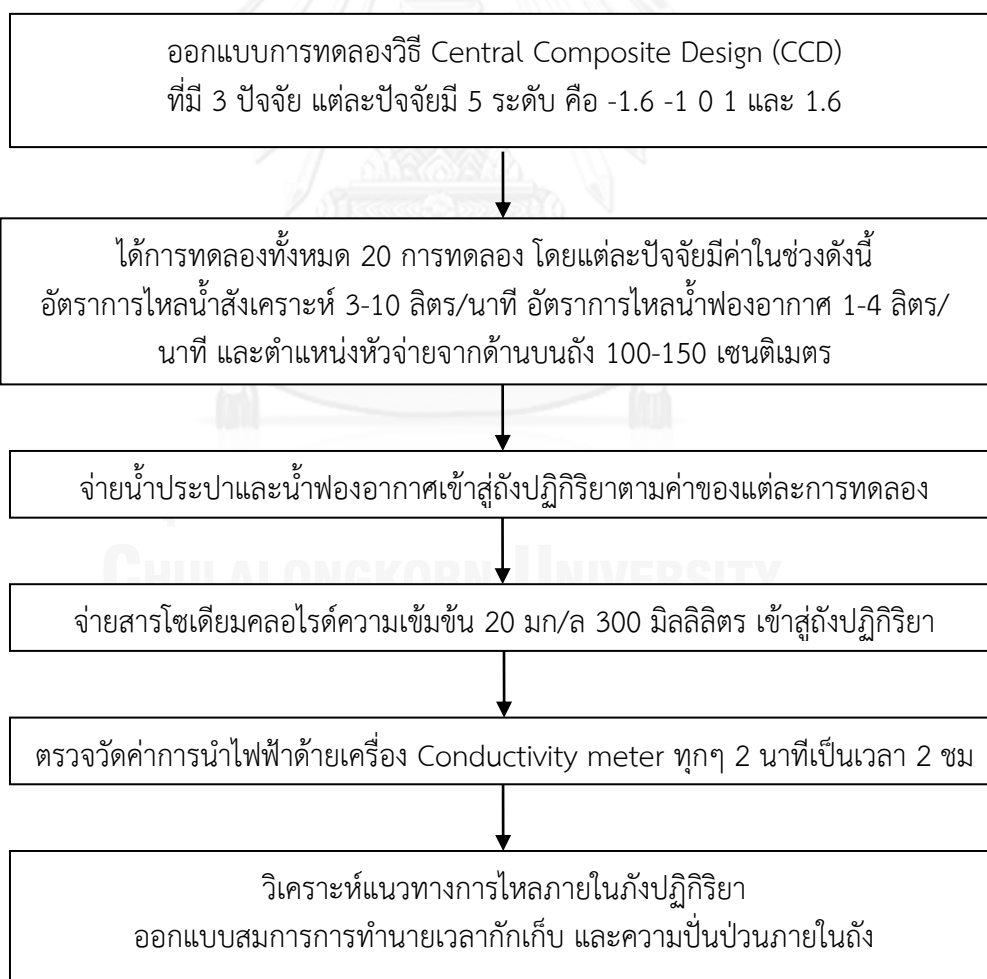 ออกแบบการทดลองวิธี Central Composite Design (CCD)
ที่มี 3 ปัจจัย แต่ละปัจจัยมี 5 ระดับ คือ -1.6 -1 0 1 และ 1.6
ได้การทดลองทั้งหมด 20 การทดลอง โดยแต่ละปัจจัยมีค่าในช่วงดังนี้
อัตราการไหลน้ำสังเคราะห์ 3-10 ลิตร/นาที อัตราการไหลน้ำฟองอากาศ 1-4 ลิตร/
นาที และตำแหน่งหัวจ่ายจากด้านบนถัง 100-150 เซนติเมตร
จ่ายน้ำประปาและน้ำฟองอากาศเข้าสู่ถังปฏิกิริยาตามค่าของแต่ละการทดลอง
CHULALONGKORN UNIVERSITY
จ่ายสารโซเดียมคลอไรด์ความเข้มข้น 20 มก/ล 300 มิลลิลิตร เข้าสู่ถังปฏิกิริยา
ตรวจวัดค่าการนำไฟฟ้าด้ายเครื่อง Conductivity meter ทุกๆ 2 นาทีเป็นเวลา 2 ชม
วิเคราะห์แนวทางการไหลภายในภังปฏิกิริยา
ออกแบบสมการการทำนายเวลากักเก็บ และความปั่นป่วนภายในถัง